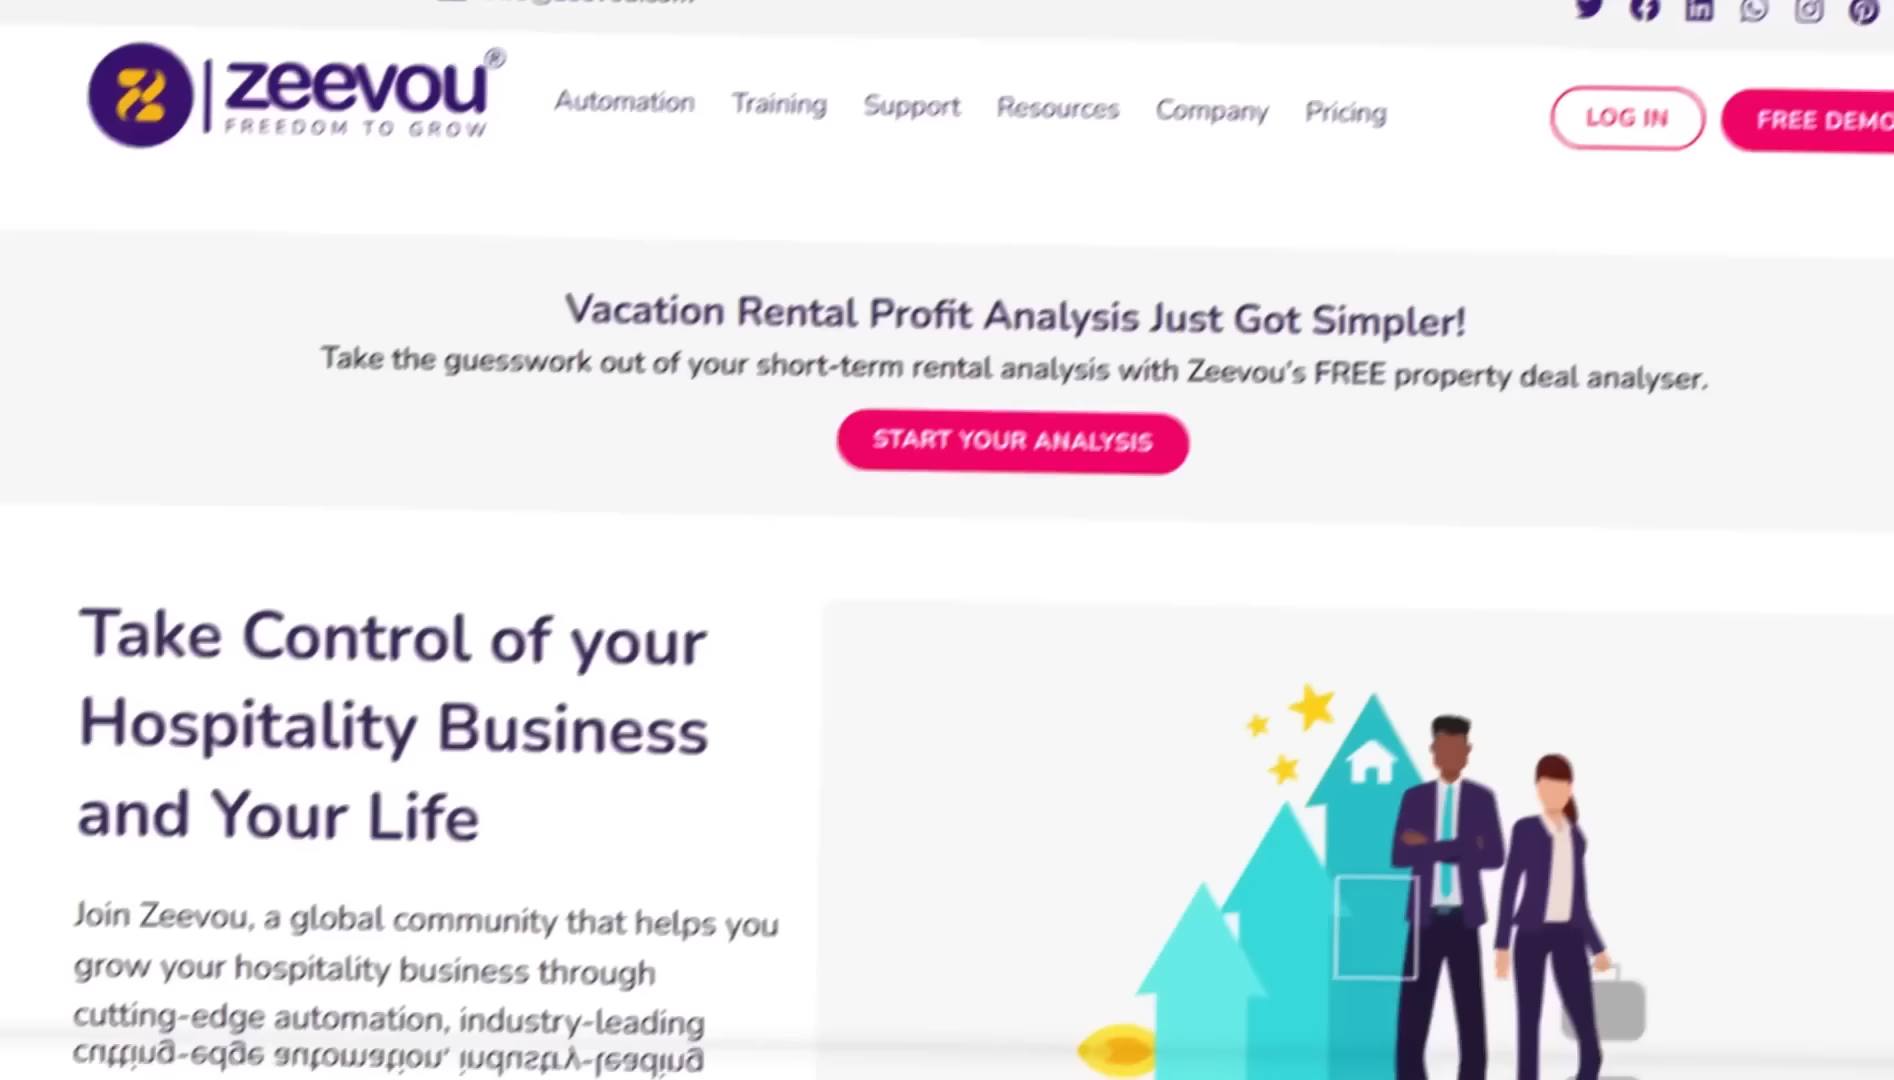 zeevou®
FREEDOM TO GROW
Automation Training Support Resources Company Pricing
LOG IN
FREE DEMO
Vacation Rental Profit Analysis Just Got Simpler!
Take the guesswork out of your short-term rental analysis with Zeevou's FREE property deal analyser.
START YOUR ANALYSIS
Take Control of your
Hospitality Business
and Your Life
Join Zeevou, a global community that helps you
grow your hospitality business through
cutting-edge automation, industry-leading